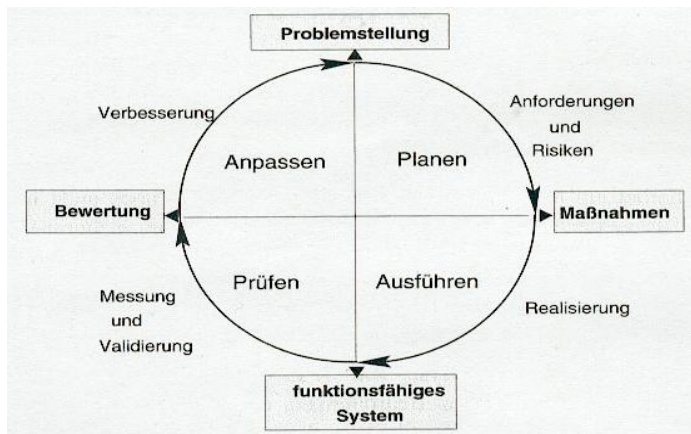 Problemstellung
Verbesserung
Anforderungen
und
Risiken
Anpassen
Planen
Bewertung
Maßnahmen
Prüfen
Ausführen
Messung
und
Validierung
Realisierung
funktionsfähiges
System